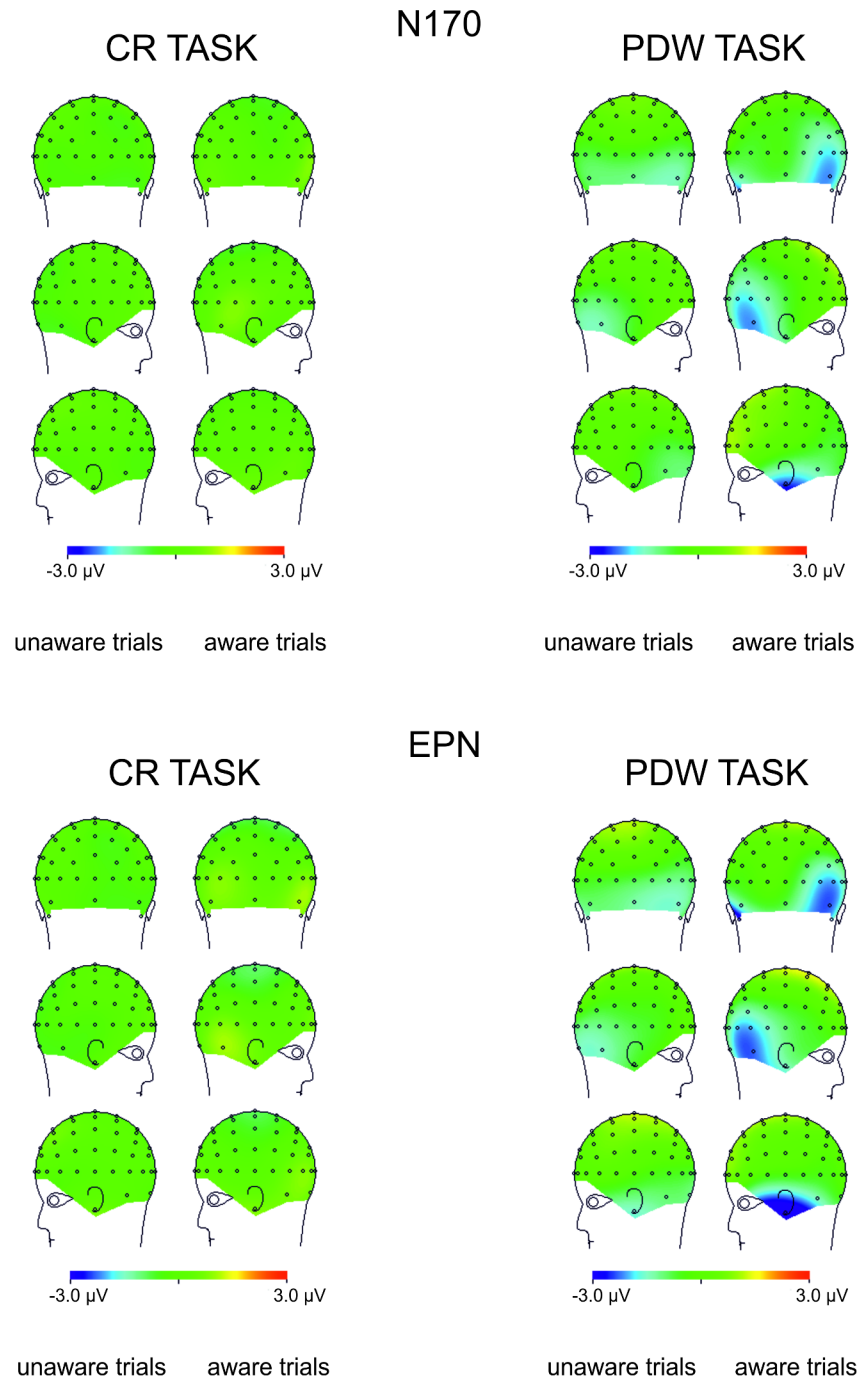 N170
CR TASK PDW TASK
-3.0 µV 3.0 µV -3.0 µV 3.0 µV
unaware trials aware trials unaware trials aware trials
EPN
CR TASK PDW TASK
-3.0 µV 3.0 µV -3.0 µV 3.0 µV
unaware trials aware trials unaware trials aware trials